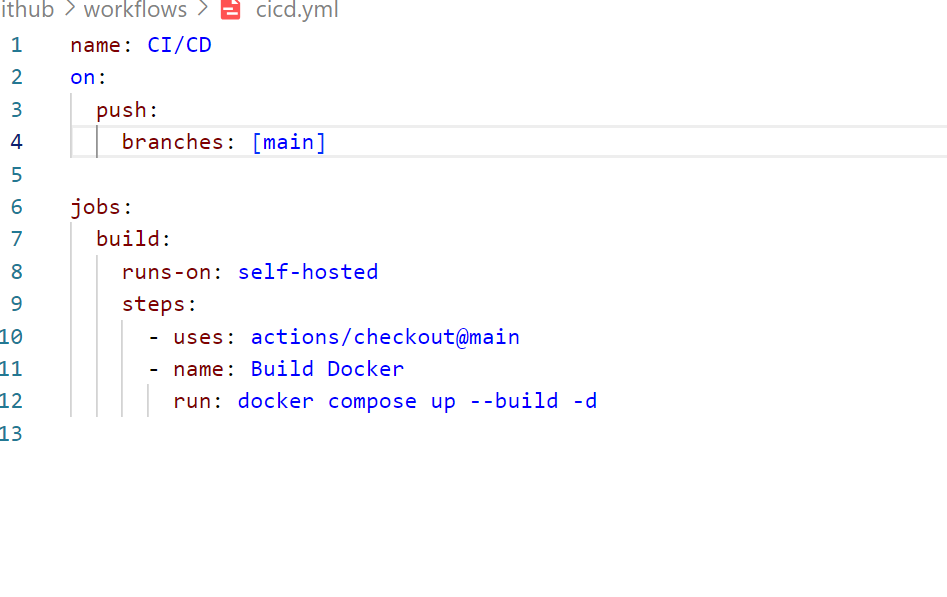 ithub > workflows > cicd.yml
1 name: CI/CD
2 on:
3   push:
4     branches: [main]
5
6 jobs:
7   build:
8     runs-on: self-hosted
9     steps:
10       - uses: actions/checkout@main
11       - name: Build Docker
12         run: docker compose up --build -d
13